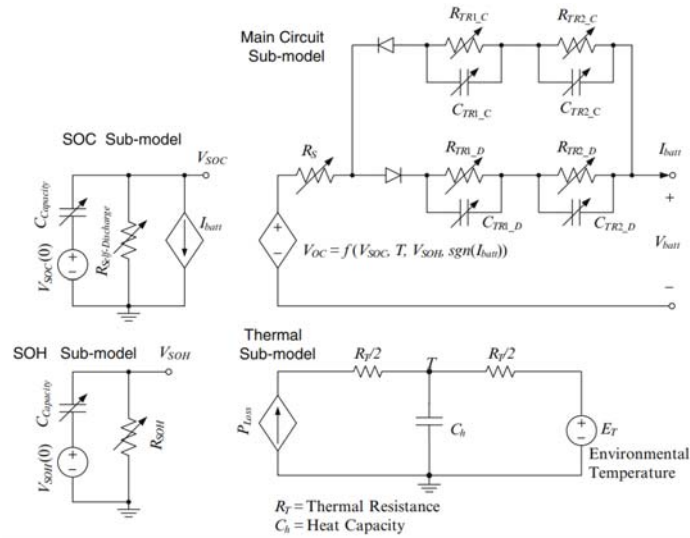 Main Circuit
Sub-model
R_TR1_C
R_TR2_C
C_TR1_C
C_TR2_C
SOC Sub-model
V_SOC
C_Capacity
V_SOC(0)
+
−
R_Self-Discharge
I_batt
R_S
R_TR1_D
R_TR2_D
C_TR1_D
C_TR2_D
I_batt
+
V_batt
−
+
−
V_OC = f(V_SOC, T, V_SOH, sgn(I_batt))
SOH Sub-model
V_SOH
C_Capacity
V_SOH(0)
+
−
R_SOH
Thermal
Sub-model
R_T/2
T
R_T/2
P_Loss
C_h
+
−
E_T
Environmental
Temperature
R_T = Thermal Resistance
C_h = Heat Capacity